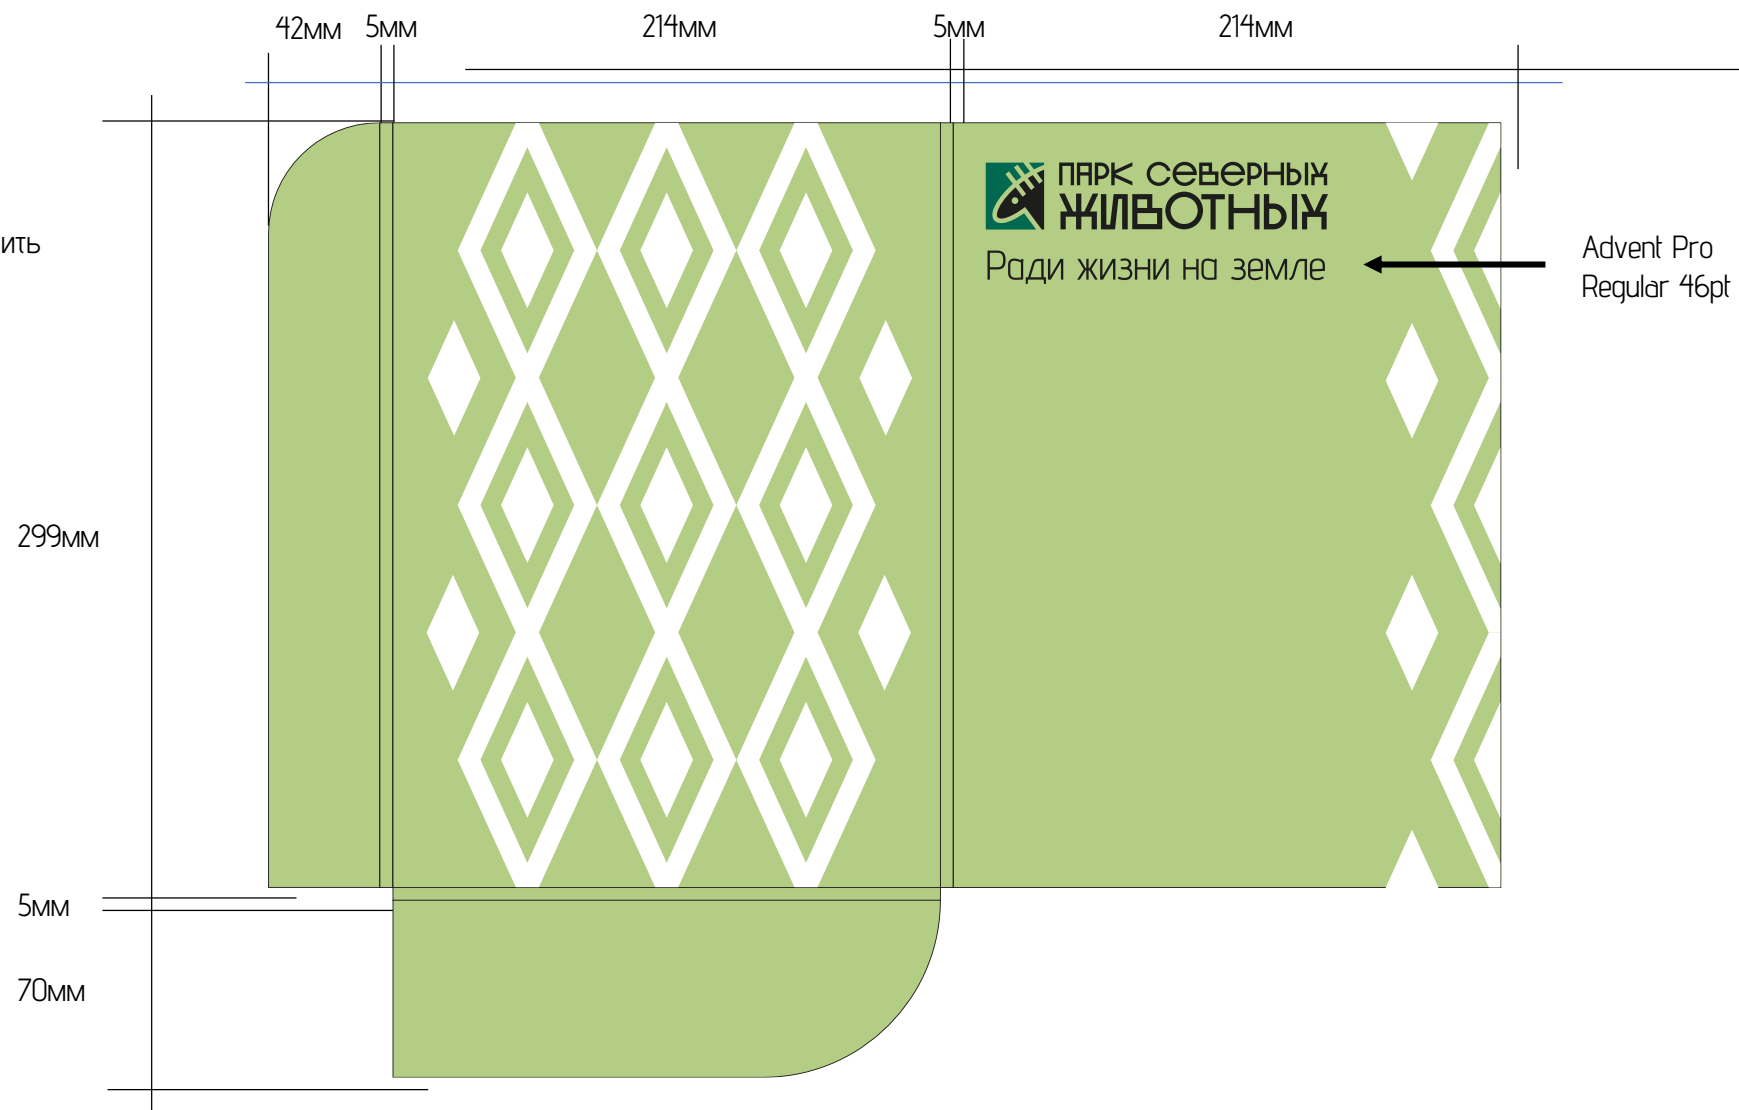 42мм 5мм 214мм 5мм 214мм
ПАРК СЕВЕРНЫХ
ЖИВОТНЫХ
Ради жизни на земле
Advent Pro
Regular 46pt
ить
299мм
5мм
70мм